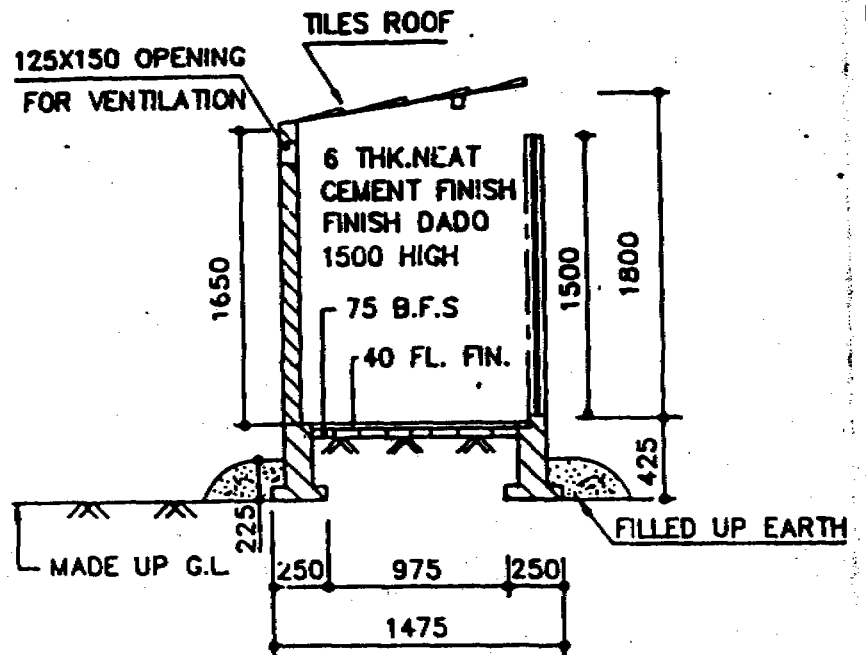 TILES ROOF
125X150 OPENING
FOR VENTILATION
6 THK.NEAT
CEMENT FINISH
FINISH DADO
1500 HIGH
1650
1500
1800
75 B.F.S
40 FL. FIN.
425
225
FILLED UP EARTH
MADE UP G.L
250
975
250
1475